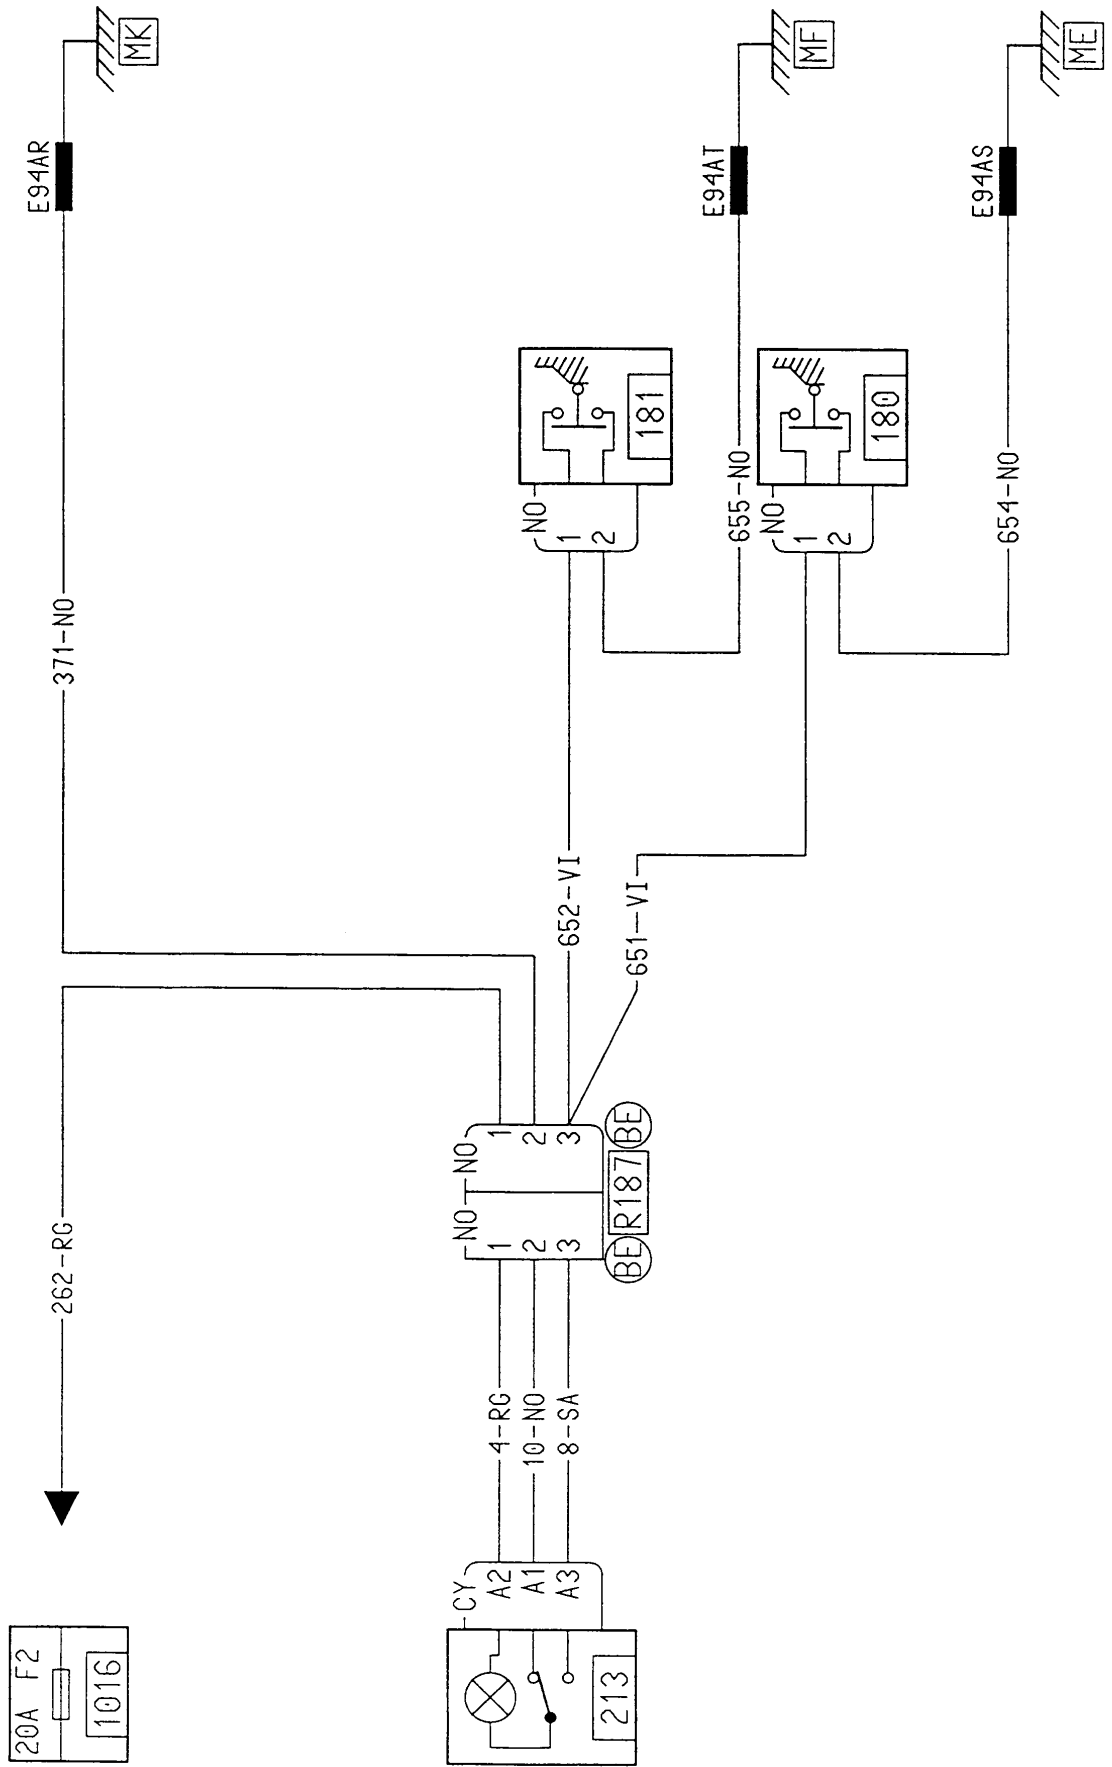 20A F2
1016
262-RG
371-NO
E94AR
MK
CY
A2
A1
A3
213
4-RG
10-NO
8-SA
NO
1
2
3
BE
R187
NO
1
2
3
BE
652-VI
651-VI
NO
1
2
181
655-NO
E94AT
MF
NO
1
2
180
654-NO
E94AS
ME